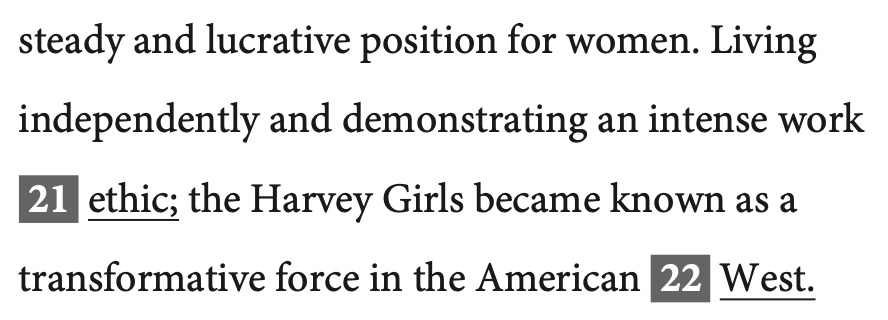 steady and lucrative position for women. Living
independently and demonstrating an intense work
21 ethic; the Harvey Girls became known as a
transformative force in the American 22 West.